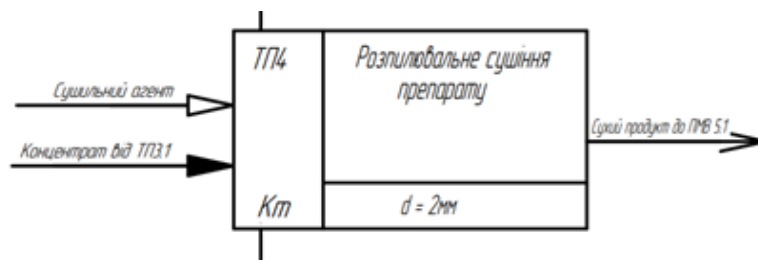 ТП4
Розпилювальне сушіння
препарату
Сушильний агент
Концентрат від ТП3.1
Сухий продукт до ПМВ 5.1
Кт
d = 2мм